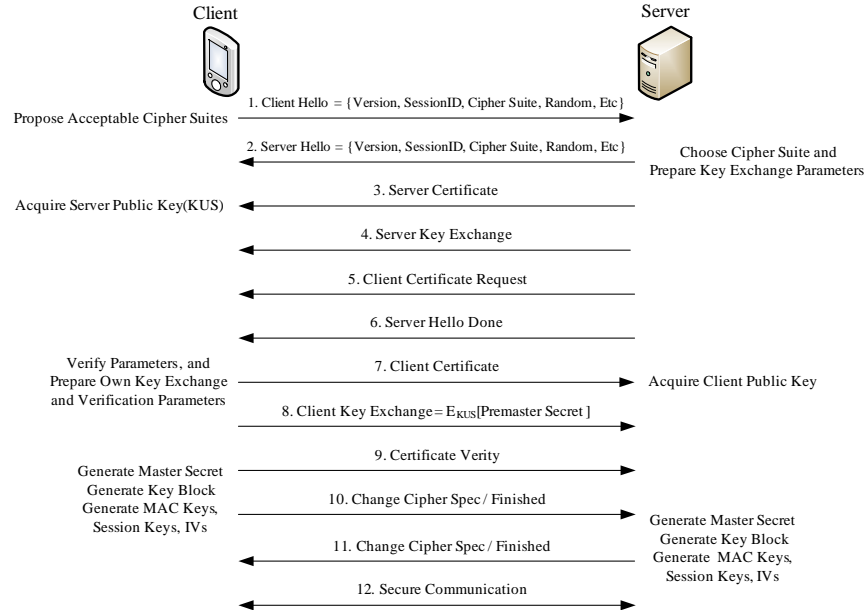 Client
Server
1. Client Hello = {Version, SessionID, Cipher Suite, Random, Etc}
Propose Acceptable Cipher Suites
2. Server Hello = {Version, SessionID, Cipher Suite, Random, Etc}
Choose Cipher Suite and
Prepare Key Exchange Parameters
3. Server Certificate
Acquire Server Public Key(KUS)
4. Server Key Exchange
5. Client Certificate Request
6. Server Hello Done
Verify Parameters, and
Prepare Own Key Exchange
and Verification Parameters
7. Client Certificate
Acquire Client Public Key
8. Client Key Exchange = EKUS[Premaster Secret ]
9. Certificate Verity
Generate Master Secret
Generate Key Block
Generate MAC Keys,
Session Keys, IVs
10. Change Cipher Spec / Finished
Generate Master Secret
Generate Key Block
Generate MAC Keys,
Session Keys, IVs
11. Change Cipher Spec / Finished
12. Secure Communication